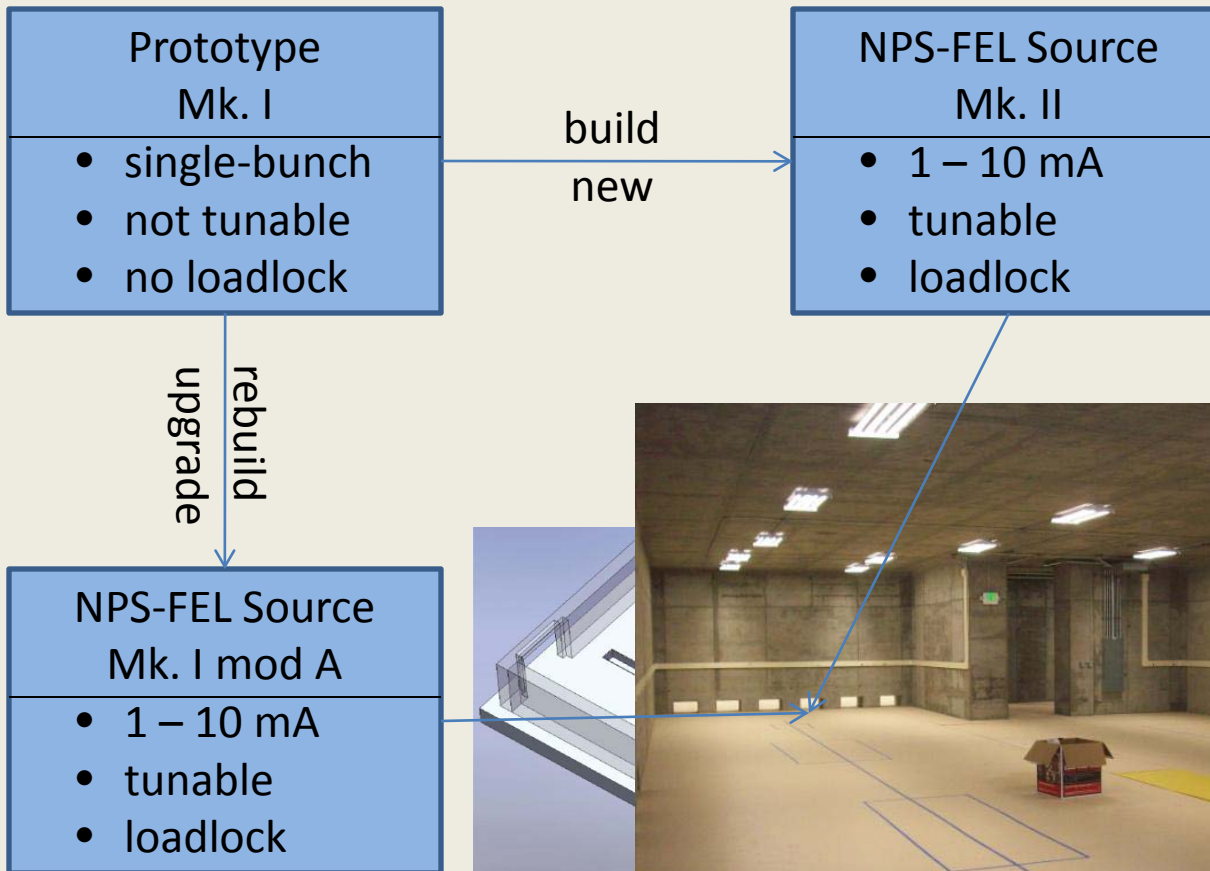 Prototype
Mk. I
• single-bunch
• not tunable
• no loadlock
build
new
NPS-FEL Source
Mk. II
• 1 – 10 mA
• tunable
• loadlock
rebuild
upgrade
NPS-FEL Source
Mk. I mod A
• 1 – 10 mA
• tunable
• loadlock